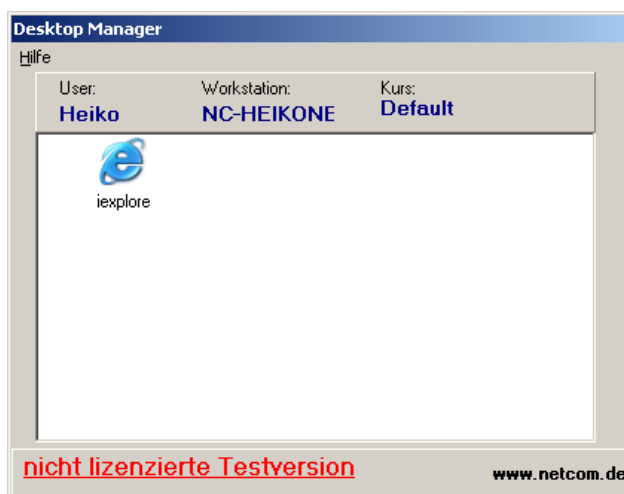 Desktop Manager
Hilfe
User: Workstation: Kurs:
Heiko NC-HEIKONE Default
iexplore
nicht lizenzierte Testversion
www.netcom.de